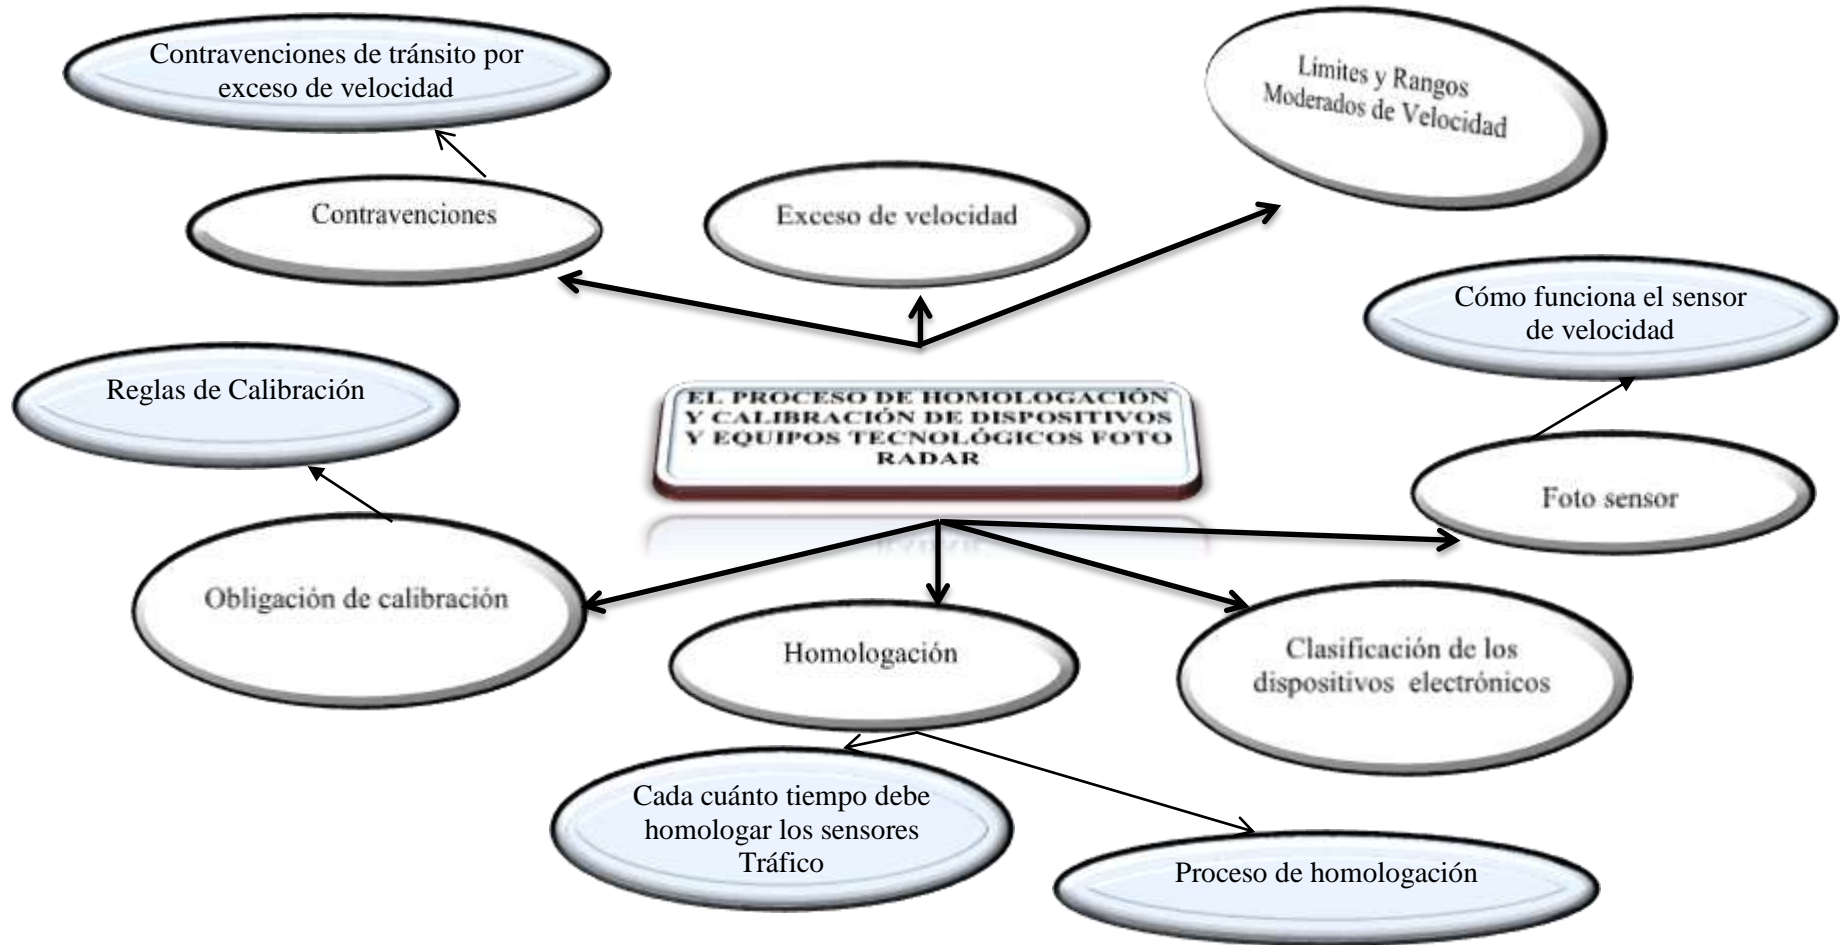 Contravenciones de tránsito por
exceso de velocidad
Limites y Rangos
Moderados de Velocidad
Contravenciones
Exceso de velocidad
Cómo funciona el sensor
de velocidad
Reglas de Calibración
EL PROCESO DE HOMOLOGACIÓN
Y CALIBRACIÓN DE DISPOSITIVOS
Y EQUIPOS TECNOLÓGICOS FOTO
RADAR
Foto sensor
Obligación de calibración
Homologación
Clasificación de los
dispositivos electrónicos
Cada cuánto tiempo debe
homologar los sensores
Tráfico
Proceso de homologación